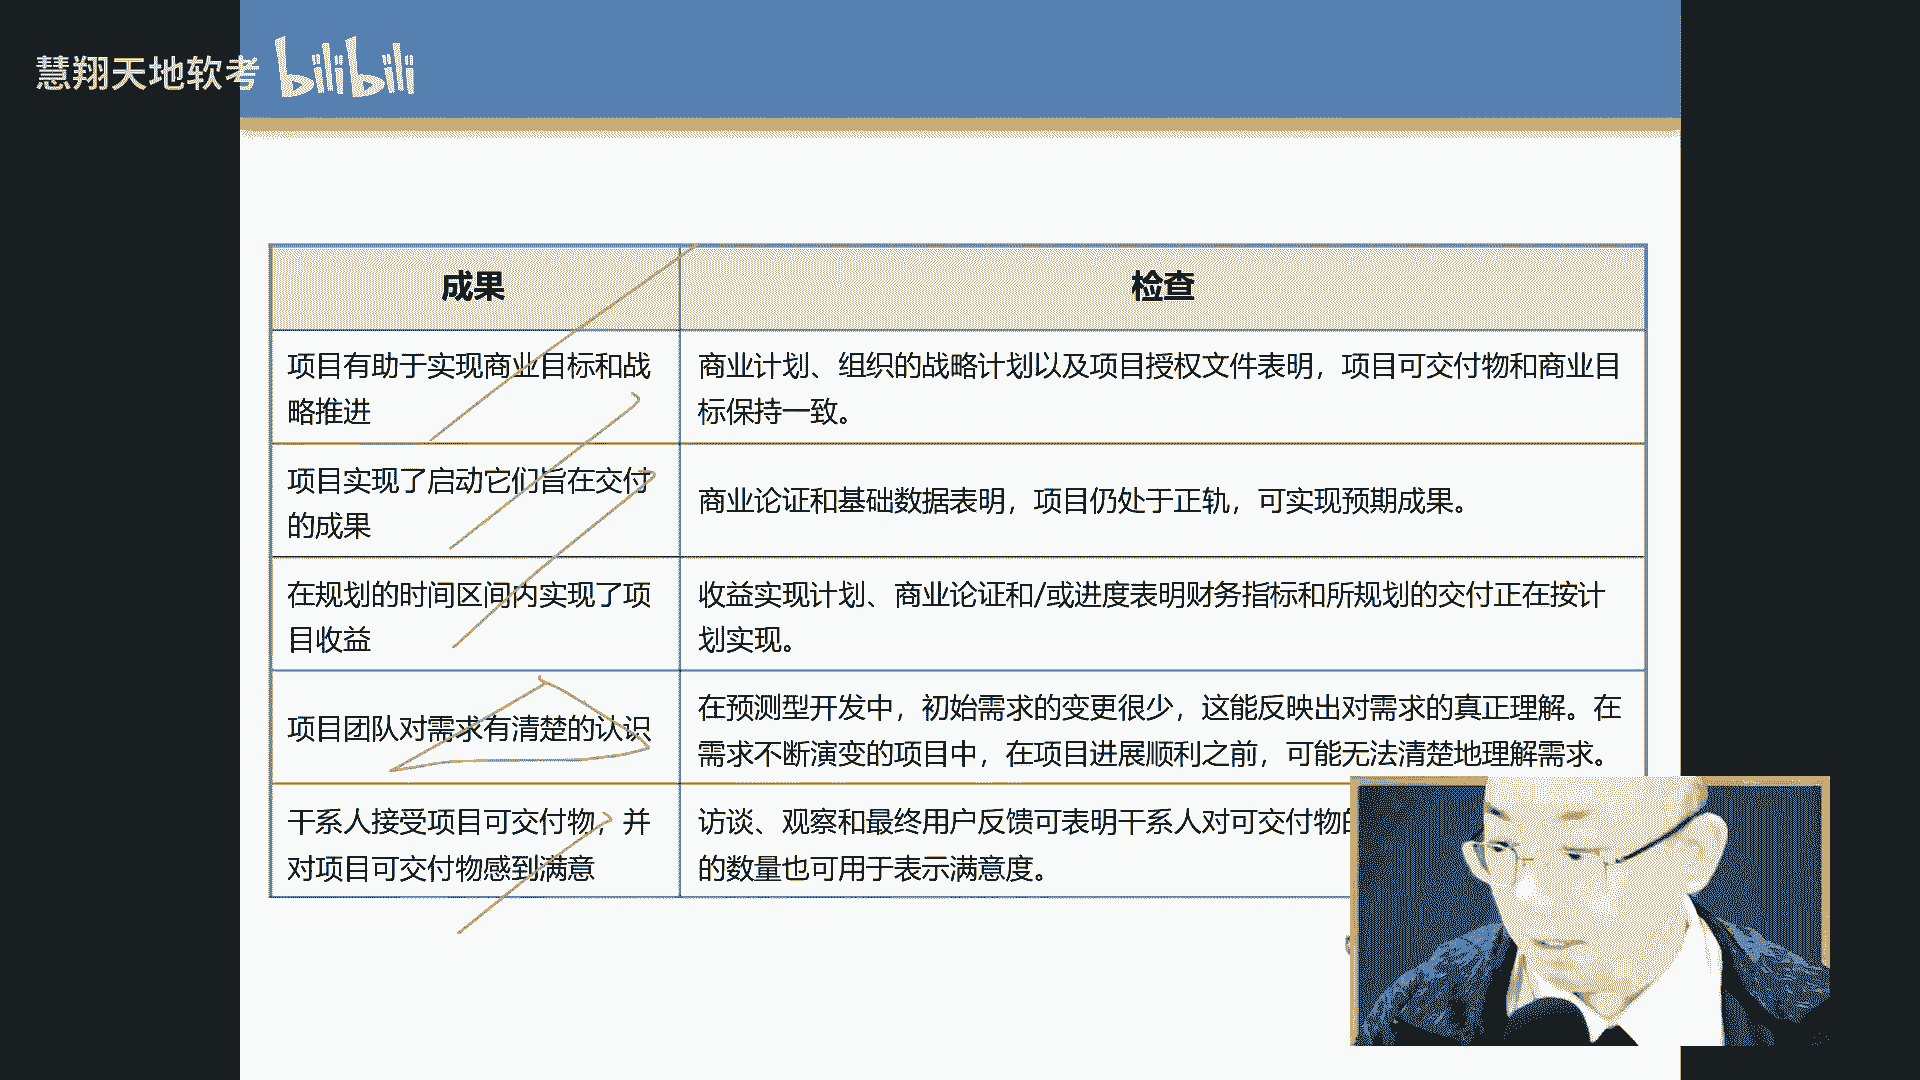 慧翔天地软考 bilibili
成果
检查
项目有助于实现商业目标和战
略推进
商业计划、组织的战略计划以及项目授权文件表明，项目可交付物和商业目
标保持一致。
项目实现了启动它们旨在交付
的成果
商业论证和基础数据表明，项目仍处于正轨，可实现预期成果。
在规划的时间区间内实现了项
目收益
收益实现计划、商业论证和/或进度表明财务指标和所规划的交付正在按计
划实现。
项目团队对需求有清楚的认识
在预测型开发中，初始需求的变更很少，这能反映出对需求的真正理解。在
需求不断演变的项目中，在项目进展顺利之前，可能无法清楚地理解需求。
干系人接受项目可交付物，并
对项目可交付物感到满意
访谈、观察和最终用户反馈可表明干系人对可交付物
的数量也可用于表示满意度。